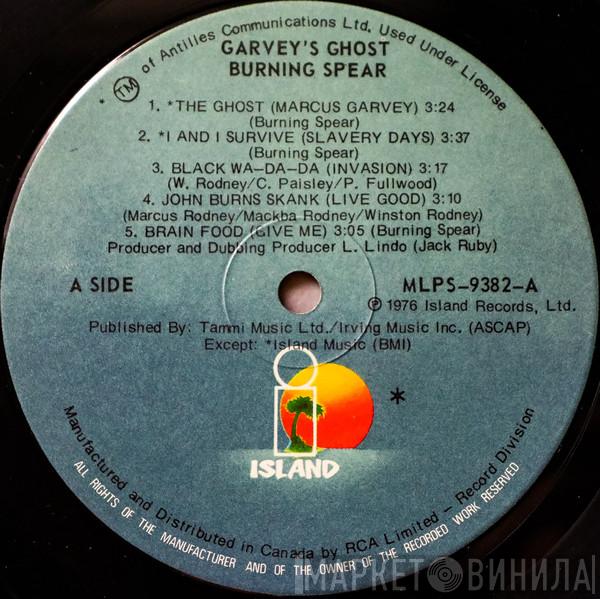 TM of Antilles Communications Ltd. Used Under License
GARVEY'S GHOST
BURNING SPEAR
1. *THE GHOST (MARCUS GARVEY) 3:24
(Burning Spear)
2. *I AND I SURVIVE (SLAVERY DAYS) 3:37
(Burning Spear)
3. BLACK WA-DA-DA (INVASION) 3:17
(W. Rodney/C. Paisley/P. Fullwood)
4. JOHN BURNS SKANK (LIVE GOOD) 3:10
(Marcus Rodney/Mackba Rodney/Winston Rodney)
5. BRAIN FOOD (GIVE ME) 3:05 (Burning Spear)
Producer and Dubbing Producer L. Lindo (Jack Ruby)
A SIDE
MLPS-9382-A
℗ 1976 Island Records, Ltd.
Published By: Tammi Music Ltd./Irving Music Inc. (ASCAP)
Except: *Island Music (BMI)
*
i
ISLAND
Manufactured and Distributed in Canada by RCA Limited - Record Division
ALL RIGHTS OF THE MANUFACTURER AND OF THE OWNER OF THE RECORDED WORK RESERVED
МАРКЕТ ВИНИЛА